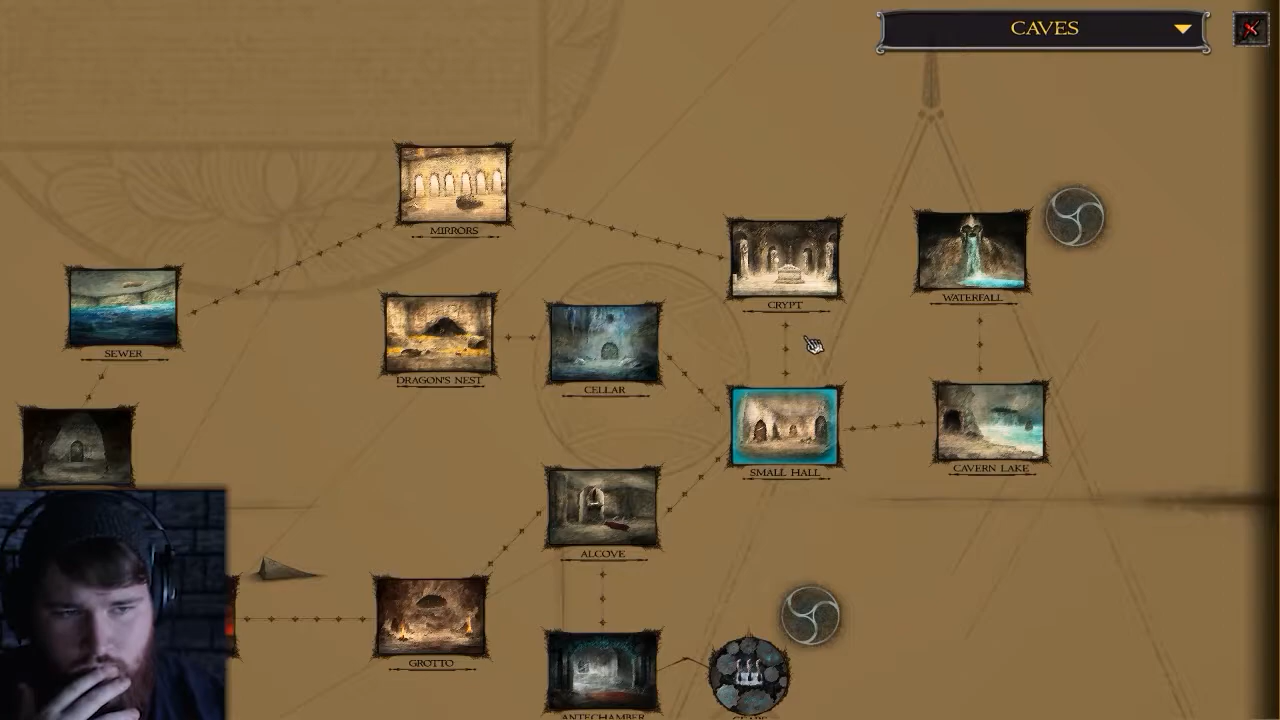 CAVES
MIRRORS
WATERFALL
CRYPT
SEWER
DRAGON'S NEST
CELLAR
SMALL HALL
CAVERN LAKE
ALCOVE
GROTTO
ANTECHAMBER